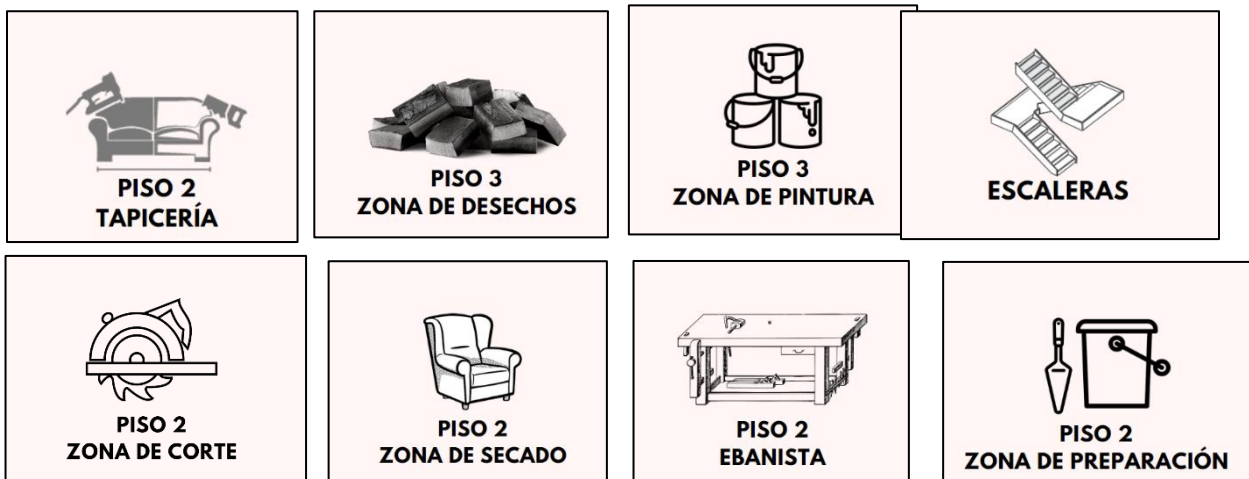 PISO 2
TAPICERÍA
PISO 3
ZONA DE DESECHOS
PISO 3
ZONA DE PINTURA
ESCALERAS
PISO 2
ZONA DE CORTE
PISO 2
ZONA DE SECADO
PISO 2
EBANISTA
PISO 2
ZONA DE PREPARACIÓN